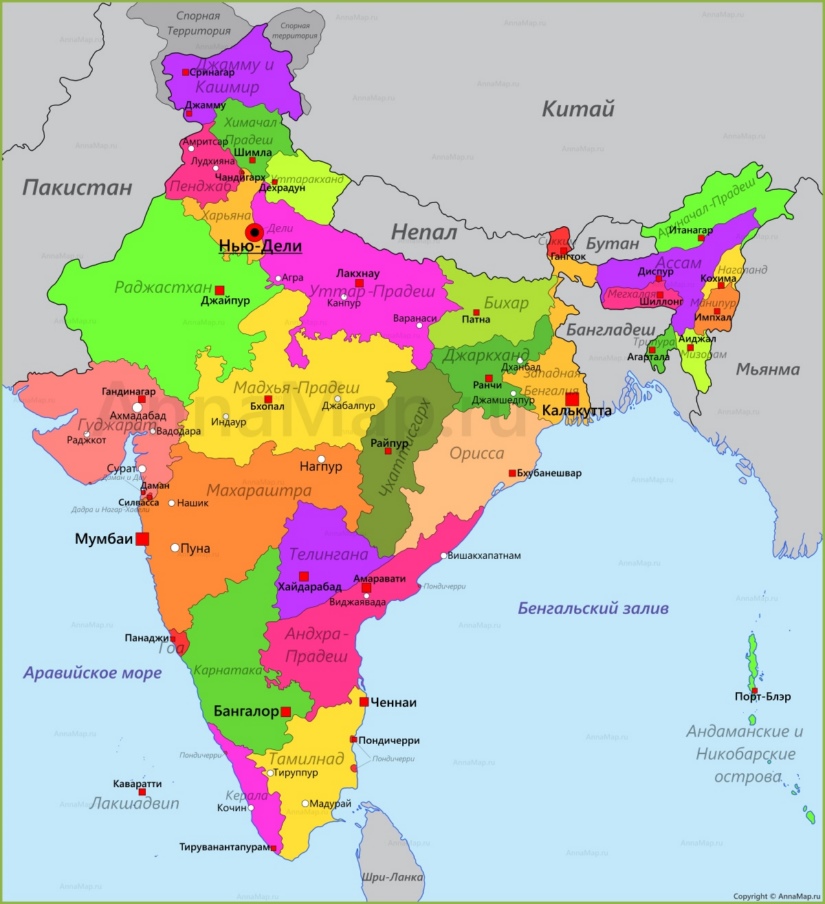 Спорная
Территория
Спорная
территория
Джамму и
Кашмир
Сринагар
Джамму
Китай
Химачал
Прадеш
Амритсар
Шимла
Лудхияна
Чандигарх
Пенджаб
Уттаракханд
Дехрадун
Пакистан
Харьяна
Дели
Нью-Дели
Непал
Аруначал-Прадеш
Итанагар
Сикким
Гангток
Бутан
Ассам
Диспур
Нагаланд
Кохима
Мегхалая
Шиллонг
Манипур
Импхал
Агра
Лакхнау
Уттар-Прадеш
Канпур
Раджастхан
Джайпур
Варанаси
Бихар
Патна
Бангладеш
Трипура
Агартала
Аиджал
Мизорам
Мьянма
Джаркханд
Дханбад
Ранчи
Джамшедпур
Западная
Бенгалия
Калькутта
Гандинагар
Ахмадабад
Гуджарат
Раджкот
Вадодара
Мадхья-Прадеш
Бхопал
Джабалпур
Индаур
AnnaMap.ru
Сурат
Даман и Диу
Даман
Силвасса
Дадра и Нагар-Хавели
Нашик
Нагпур
Махараштра
Райпур
Чхаттисгарх
Орисса
Бхубанешвар
Мумбаи
Пуна
Телингана
Хайдарабад
Амаравати
Виджаявада
Вишакхапатнам
Пондичерри
Бенгальский залив
Андхра-
Прадеш
Панаджи
Гоа
Аравийское море
Карнатака
Бангалор
Ченнаи
Порт-Блэр
Андаманские и
Никобарские
острова
Пондичерри
Пондичерри
Пондичерри
Тамилнад
Тируппур
Каваратти
Лакшадвип
Керала
Кочин
Мадурай
Тируванантапурам
Шри-Ланка
Copyright © AnnaMap.ru